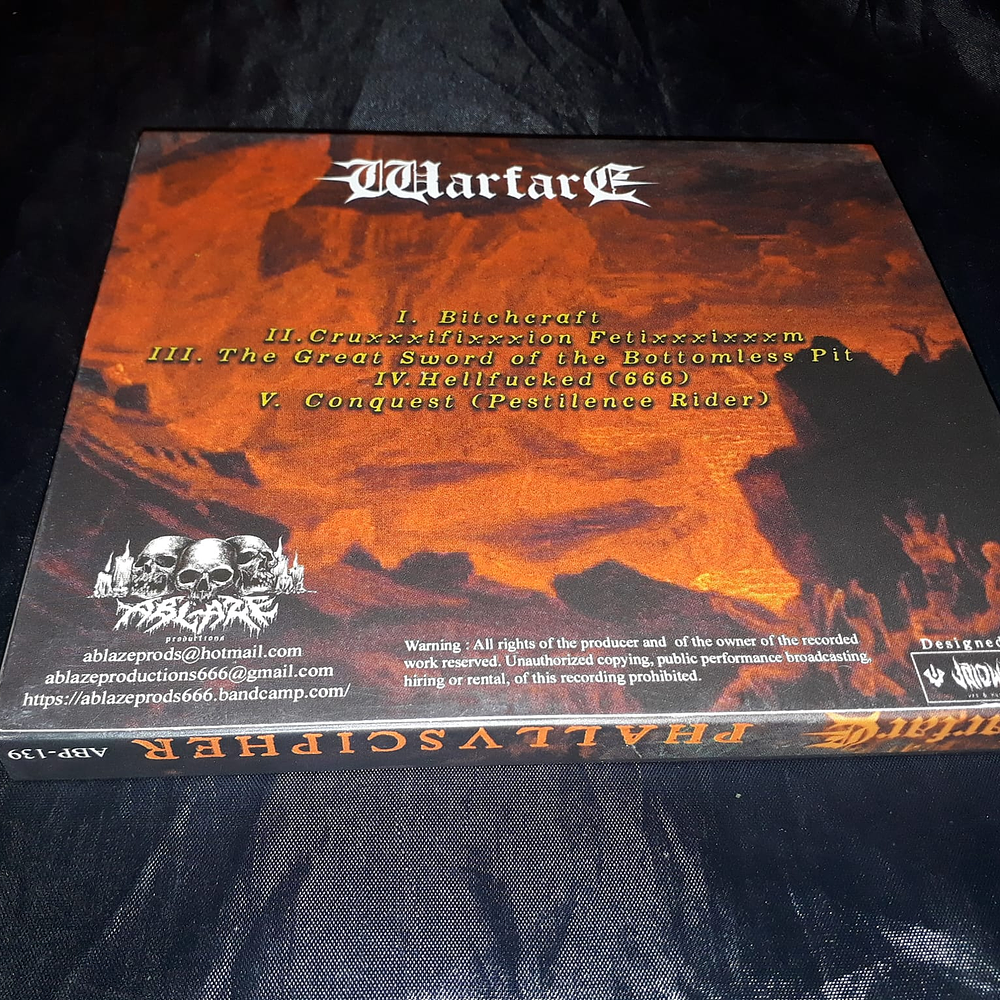 WarfarE
I. Bitchcraft
II. Cruxxxifixxxion Fetixxxixxxm
III. The Great Sword of the Bottomless Pit
IV. Hellfucked (666)
V. Conquest (Pestilence Rider)
ABLAZE
productions
ablazeprods@hotmail.com
ablazeproductions666@gmail.com
https://ablazeprods666.bandcamp.com/
Warning : All rights of the producer and of the owner of the recorded
work reserved. Unauthorized copying, public performance broadcasting,
hiring or rental, of this recording prohibited.
Designed
WarfarE PHALLVSCIPHER ABP-139